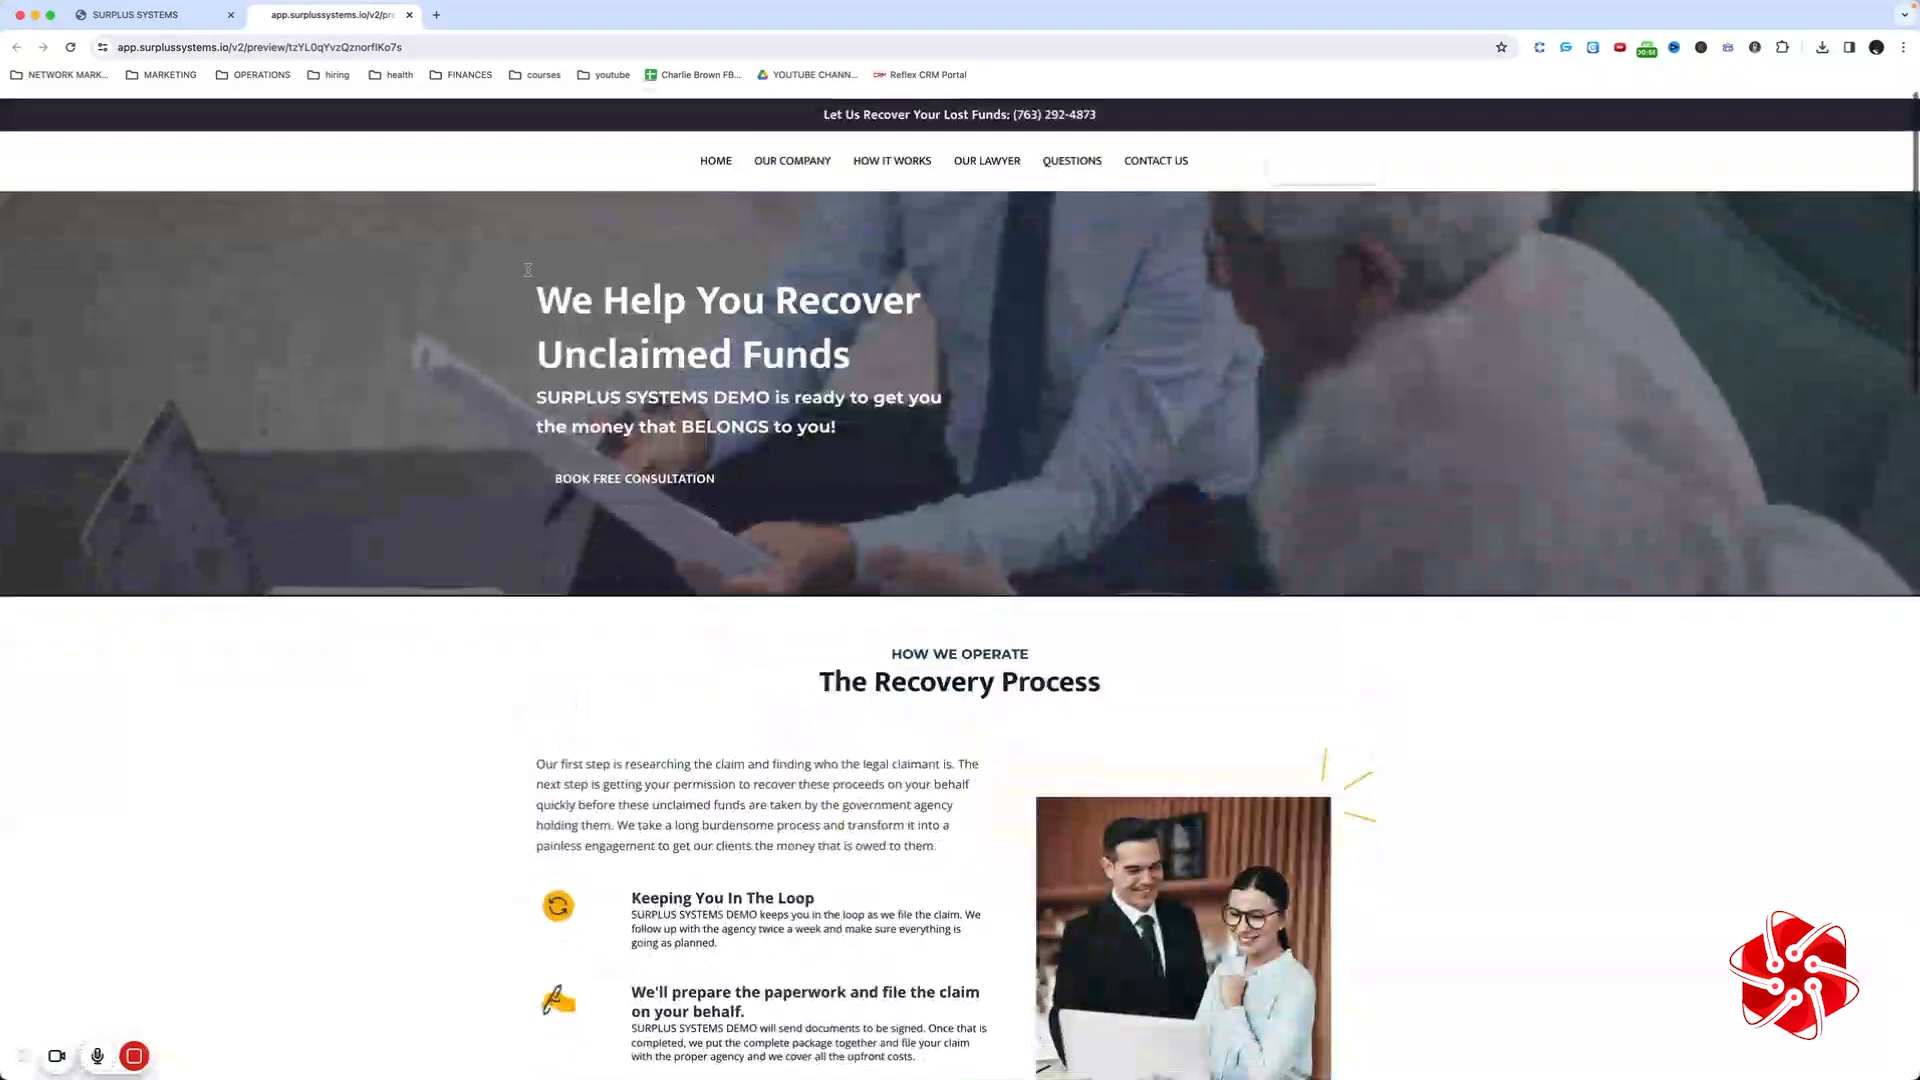 SURPLUS SYSTEMS
app.surplussystems.io/v2/pre
app.surplussystems.io/v2/preview/tzYL0qYvzQznorflKo7s
NETWORK MARK...
MARKETING
OPERATIONS
hiring
health
FINANCES
courses
youtube
Charlie Brown FB...
YOUTUBE CHANN...
Reflex CRM Portal
Let Us Recover Your Lost Funds: (763) 292-4873
HOME
OUR COMPANY
HOW IT WORKS
OUR LAWYER
QUESTIONS
CONTACT US
We Help You Recover
Unclaimed Funds
SURPLUS SYSTEMS DEMO is ready to get you
the money that BELONGS to you!
BOOK FREE CONSULTATION
HOW WE OPERATE
The Recovery Process
Our first step is researching the claim and finding who the legal claimant is. The
next step is getting your permission to recover these proceeds on your behalf
quickly before these unclaimed funds are taken by the government agency
holding them. We take a long burdensome process and transform it into a
painless engagement to get our clients the money that is owed to them.
Keeping You In The Loop
SURPLUS SYSTEMS DEMO keeps you in the loop as we file the claim. We
follow up with the agency twice a week and make sure everything is
going as planned.
We'll prepare the paperwork and file the claim
on your behalf.
SURPLUS SYSTEMS DEMO will send documents to be signed. Once that is
completed, we put the complete package together and file your claim
with the proper agency and we cover all the upfront costs.